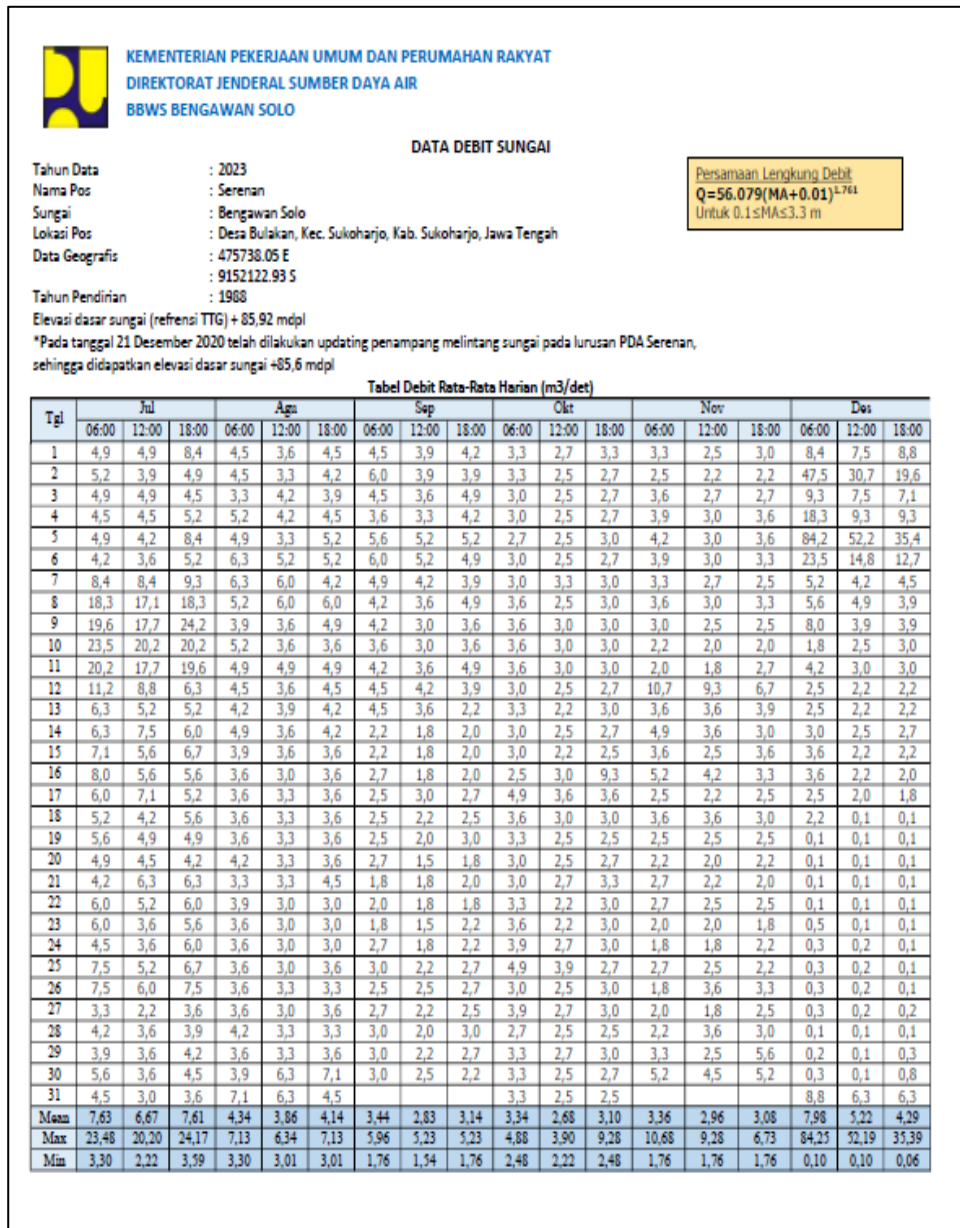 KEMENTERIAN PEKERJAAN UMUM DAN PERUMAHAN RAKYAT
DIREKTORAT JENDERAL SUMBER DAYA AIR
BBWS BENGAWAN SOLO
DATA DEBIT SUNGAI
Tahun Data : 2023
Nama Pos : Serenan
Sungai : Bengawan Solo
Lokasi Pos : Desa Bulakan, Kec. Sukoharjo, Kab. Sukoharjo, Jawa Tengah
Data Geografis : 475738.05 E
: 9152122.93 S
Tahun Pendirian : 1988
Elevasi dasar sungai (refrensi TTG) + 85,92 mdpl
*Pada tanggal 21 Desember 2020 telah dilakukan updating penampang melintang sungai pada lurusan PDA Serenan,
sehingga didapatkan elevasi dasar sungai +85,6 mdpl
Persamaan Lengkung Debit
Q=56.079(MA+0.01)^1.761
Untuk 0.1≤MA≤3.3 m
Tabel Debit Rata-Rata Harian (m3/det)
Tgl Jul Agu Sep Okt Nov Des
06:00 12:00 18:00 06:00 12:00 18:00 06:00 12:00 18:00 06:00 12:00 18:00 06:00 12:00 18:00 06:00 12:00 18:00
1 4,9 4,9 8,4 4,5 3,6 4,5 4,5 3,9 4,2 3,3 2,7 3,3 3,3 2,5 3,0 8,4 7,5 8,8
2 5,2 3,9 4,9 4,5 3,3 4,2 6,0 3,9 3,9 3,3 2,5 2,7 2,5 2,2 2,2 47,5 30,7 19,6
3 4,9 4,9 4,5 3,3 4,2 3,9 4,5 3,6 4,9 3,0 2,5 2,7 3,6 2,7 2,7 9,3 7,5 7,1
4 4,5 4,5 5,2 5,2 4,2 4,5 3,6 3,3 4,2 3,0 2,5 2,7 3,9 3,0 3,6 18,3 9,3 9,3
5 4,9 4,2 8,4 4,9 3,3 5,2 5,6 5,2 5,2 2,7 2,5 3,0 4,2 3,0 3,6 84,2 52,2 35,4
6 4,2 3,6 5,2 6,3 5,2 5,2 6,0 5,2 4,9 3,0 2,5 2,7 3,9 3,0 3,3 23,5 14,8 12,7
7 8,4 8,4 9,3 6,3 6,0 4,2 4,9 4,2 3,9 3,0 3,3 3,0 3,3 2,7 2,5 5,2 4,2 4,5
8 18,3 17,1 18,3 5,2 6,0 6,0 4,2 3,6 4,9 3,6 2,5 3,0 3,6 3,0 3,3 5,6 4,9 3,9
9 19,6 17,7 24,2 3,9 3,6 4,9 4,2 3,0 3,6 3,6 3,0 3,0 3,0 2,5 2,5 8,0 3,9 3,9
10 23,5 20,2 20,2 5,2 3,6 3,6 3,6 3,0 3,6 3,6 3,0 3,0 2,2 2,0 2,0 1,8 2,5 3,0
11 20,2 17,7 19,6 4,9 4,9 4,9 4,2 3,6 4,9 3,6 3,0 3,0 2,0 1,8 2,7 4,2 3,0 3,0
12 11,2 8,8 6,3 4,5 3,6 4,5 4,5 4,2 3,9 3,0 2,5 2,7 10,7 9,3 6,7 2,5 2,2 2,2
13 6,3 5,2 5,2 4,2 3,9 4,2 4,5 3,6 2,2 3,3 2,2 3,0 3,6 3,6 3,9 2,5 2,2 2,2
14 6,3 7,5 6,0 4,9 3,6 4,2 2,2 1,8 2,0 3,0 2,5 2,7 4,9 3,6 3,0 3,0 2,5 2,7
15 7,1 5,6 6,7 3,9 3,6 3,6 2,2 1,8 2,0 3,0 2,2 2,5 3,6 2,5 3,6 3,6 2,2 2,2
16 8,0 5,6 5,6 3,6 3,0 3,6 2,7 1,8 2,0 2,5 3,0 9,3 5,2 4,2 3,3 3,6 2,2 2,0
17 6,0 7,1 5,2 3,6 3,3 3,6 2,5 3,0 2,7 4,9 3,6 3,6 2,5 2,2 2,5 2,5 2,0 1,8
18 5,2 4,2 5,6 3,6 3,3 3,6 2,5 2,2 2,5 3,6 3,0 3,0 3,6 3,6 3,0 2,2 0,1 0,1
19 5,6 4,9 4,9 3,6 3,3 3,6 2,5 2,0 3,0 3,3 2,5 2,5 2,5 2,5 2,5 0,1 0,1 0,1
20 4,9 4,5 4,2 4,2 3,3 3,6 2,7 1,5 1,8 3,0 2,5 2,7 2,2 2,0 2,2 0,1 0,1 0,1
21 4,2 6,3 6,3 3,3 3,3 4,5 1,8 1,8 2,0 3,0 2,7 3,3 2,7 2,2 2,0 0,1 0,1 0,1
22 6,0 5,2 6,0 3,9 3,0 3,0 2,0 1,8 1,8 3,3 2,2 3,0 2,7 2,5 2,5 0,1 0,1 0,1
23 6,0 3,6 5,6 3,6 3,0 3,0 1,8 1,5 2,2 3,6 2,2 3,0 2,0 2,0 1,8 0,5 0,1 0,1
24 4,5 3,6 6,0 3,6 3,0 3,0 2,7 1,8 2,2 3,9 2,7 3,0 1,8 1,8 2,2 0,3 0,2 0,1
25 7,5 5,2 6,7 3,6 3,0 3,6 3,0 2,2 2,7 4,9 3,9 2,7 2,7 2,5 2,2 0,3 0,2 0,1
26 7,5 6,0 7,5 3,6 3,3 3,3 2,5 2,5 2,7 3,0 2,5 3,0 1,8 3,6 3,3 0,3 0,2 0,1
27 3,3 2,2 3,6 3,6 3,0 3,6 2,7 2,2 2,5 3,9 2,7 3,0 2,0 1,8 2,5 0,3 0,2 0,2
28 4,2 3,6 3,9 4,2 3,3 3,3 3,0 2,0 3,0 2,7 2,5 2,5 2,2 3,6 3,0 0,1 0,1 0,1
29 3,9 3,6 4,2 3,6 3,3 3,6 3,0 2,2 2,7 3,3 2,7 3,0 3,3 2,5 5,6 0,2 0,1 0,3
30 5,6 3,6 4,5 3,9 6,3 7,1 3,0 2,5 2,2 3,3 2,5 2,7 5,2 4,5 5,2 0,3 0,1 0,8
31 4,5 3,0 3,6 7,1 6,3 4,5 3,3 2,5 2,5 8,8 6,3 6,3
Mean 7,63 6,67 7,61 4,34 3,86 4,14 3,44 2,83 3,14 3,34 2,68 3,10 3,36 2,96 3,08 7,98 5,22 4,29
Max 23,48 20,20 24,17 7,13 6,34 7,13 5,96 5,23 5,23 4,88 3,90 9,28 10,68 9,28 6,73 84,25 52,19 35,39
Min 3,30 2,22 3,59 3,30 3,01 3,01 1,76 1,54 1,76 2,48 2,22 2,48 1,76 1,76 1,76 0,10 0,10 0,06